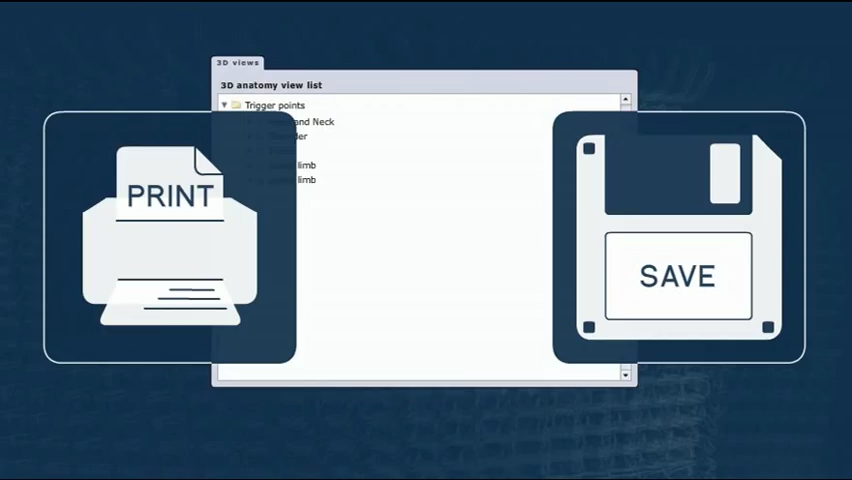 3D views
3D anatomy view list
Trigger points
and Neck
limb
limb
PRINT
SAVE